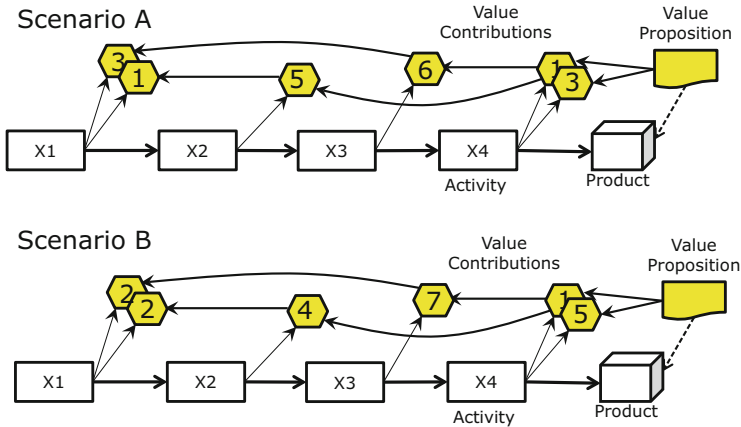 Scenario A
Value
Contributions
Value
Proposition
3
1
5
6
1
3
X1
X2
X3
X4
Activity
Product
Scenario B
Value
Contributions
Value
Proposition
2
2
4
7
1
5
X1
X2
X3
X4
Activity
Product